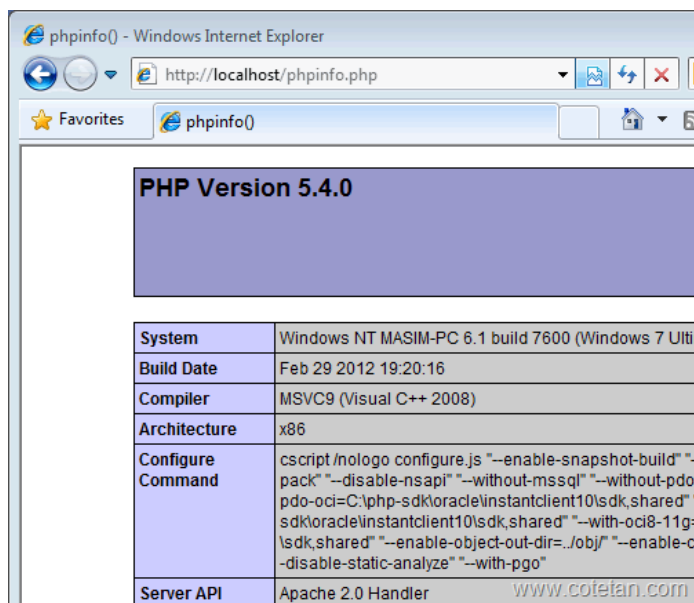 phpinfo() - Windows Internet Explorer
http://localhost/phpinfo.php
Favorites
phpinfo()
PHP Version 5.4.0
System
Windows NT MASIM-PC 6.1 build 7600 (Windows 7 Ulti
Build Date
Feb 29 2012 19:20:16
Compiler
MSVC9 (Visual C++ 2008)
Architecture
x86
Configure
Command
cscript /nologo configure.js "--enable-snapshot-build" "-
pack" "--disable-nsapi" "--without-mssql" "--without-pdo
pdo-oci=C:\php-sdk\oracle\instantclient10\sdk,shared" "
sdk\oracle\instantclient10\sdk,shared" "--with-oci8-11g=
\sdk,shared" "--enable-object-out-dir=../obj/" "--enable-c
-disable-static-analyze" "--with-pgo"
Server API
Apache 2.0 Handler
www.cotetan.com